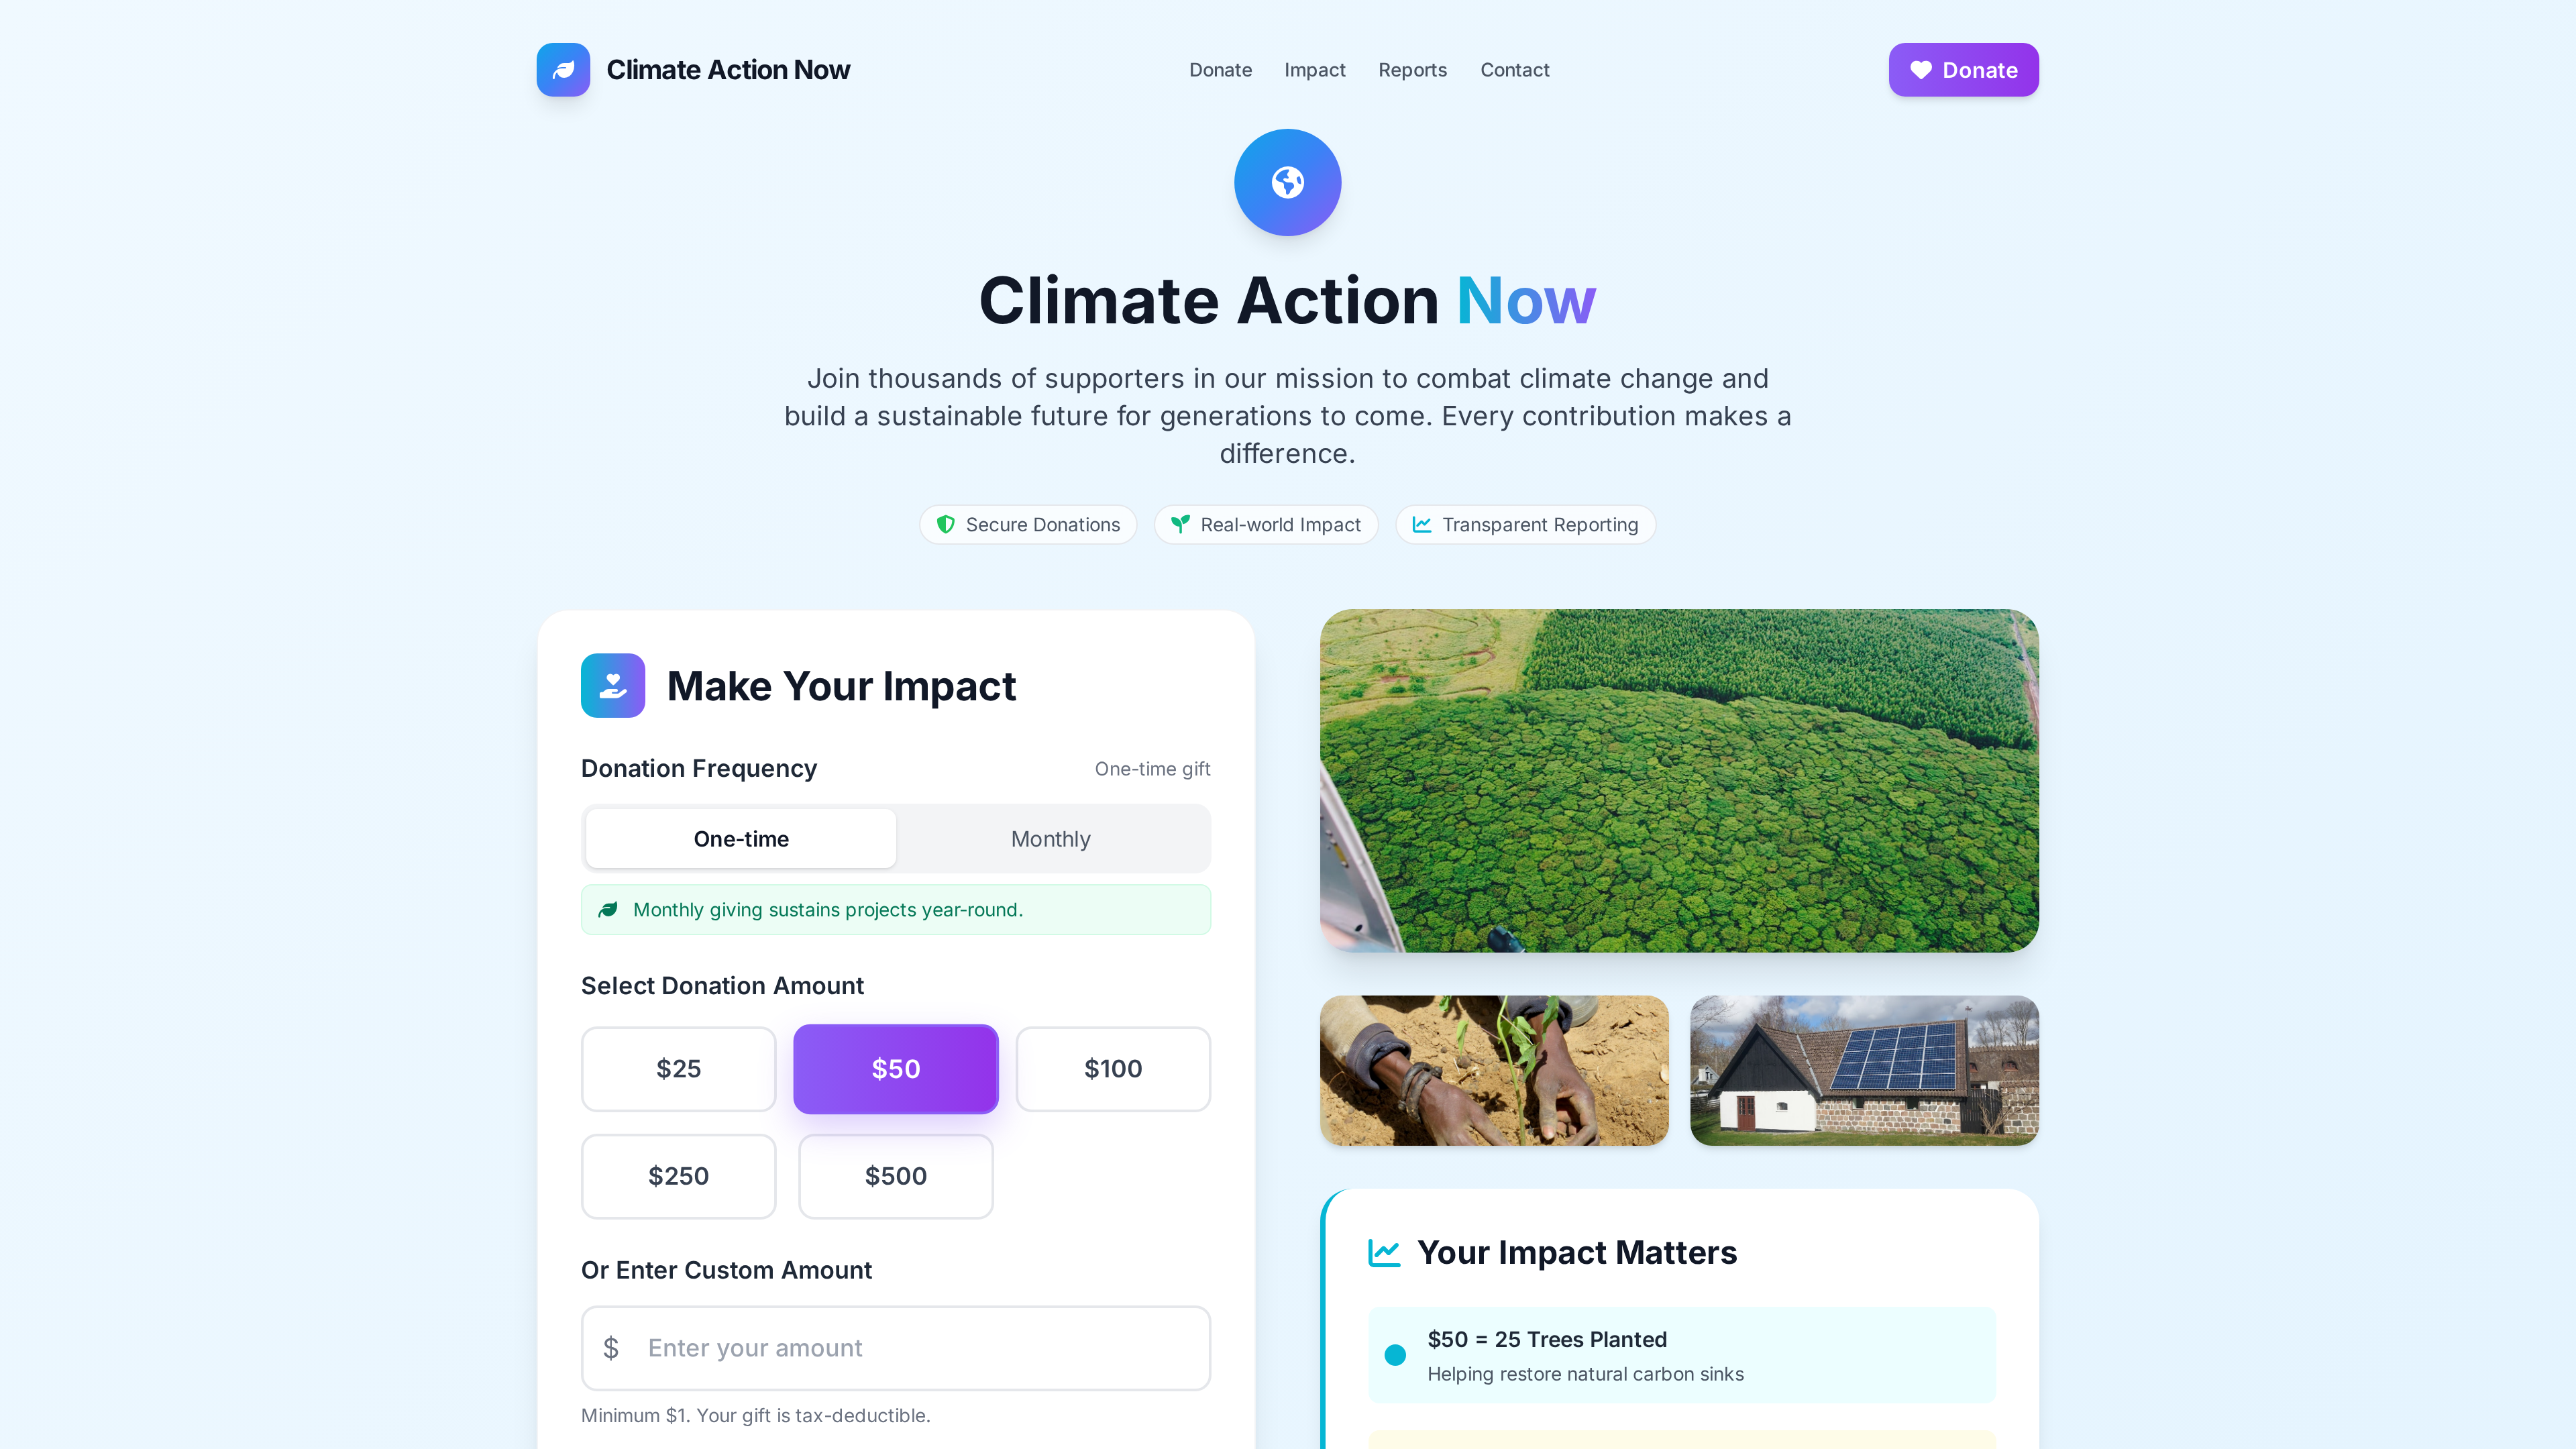 Climate Action Now
Donate
Impact
Reports
Contact
Donate
Climate Action Now
Join thousands of supporters in our mission to combat climate change and
build a sustainable future for generations to come. Every contribution makes a
difference.
Secure Donations
Real-world Impact
Transparent Reporting
Make Your Impact
Donation Frequency
One-time gift
One-time
Monthly
Monthly giving sustains projects year-round.
Select Donation Amount
$25
$50
$100
$250
$500
Or Enter Custom Amount
$ Enter your amount
Minimum $1. Your gift is tax-deductible.
Your Impact Matters
$50 = 25 Trees Planted
Helping restore natural carbon sinks